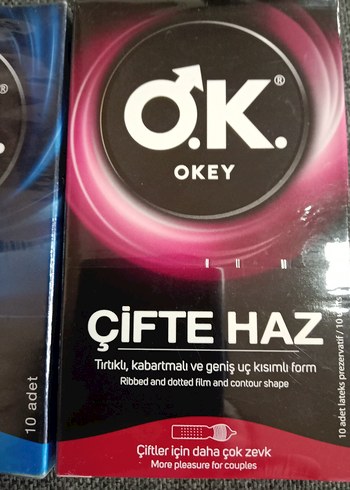 O.K.®
OKEY
ÇİFTE HAZ
Tırtıklı, kabartmalı ve geniş uç kısımlı form
Ribbed and dotted film and contour shape
Çiftler için daha çok zevk
More pleasure for couples
10 adet lateks prezervatif / 10
10 adet